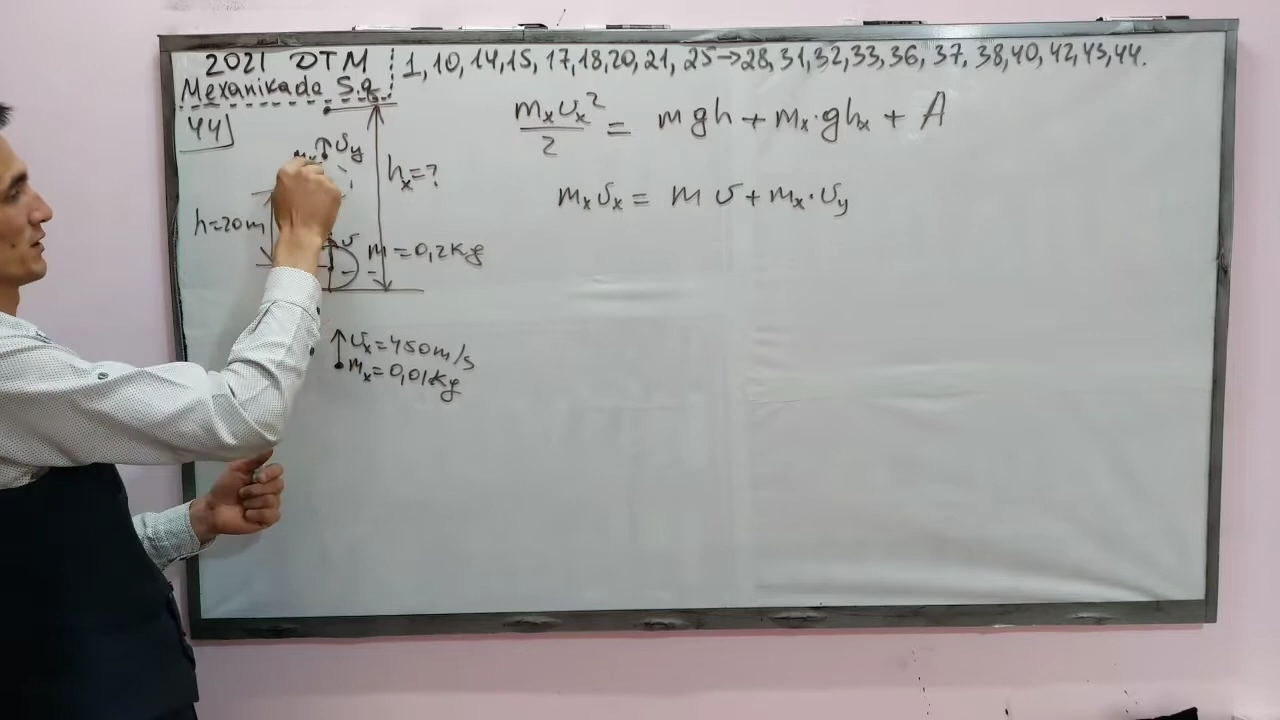 2021 DTM
Mexanikada S.q.
1, 10, 14, 15, 17, 18, 20, 21, 25→28, 31, 32, 33, 36, 37, 38, 40, 42, 43, 44.
44
mₓυₓ²/2 = mgh + mₓ·ghₓ + A
mₓυₓ = mυ + mₓ·υᵧ
υᵧ
hₓ=?
h=20m
υ
m=0,2Kg
υₓ=450m/s
mₓ=0,01Kg